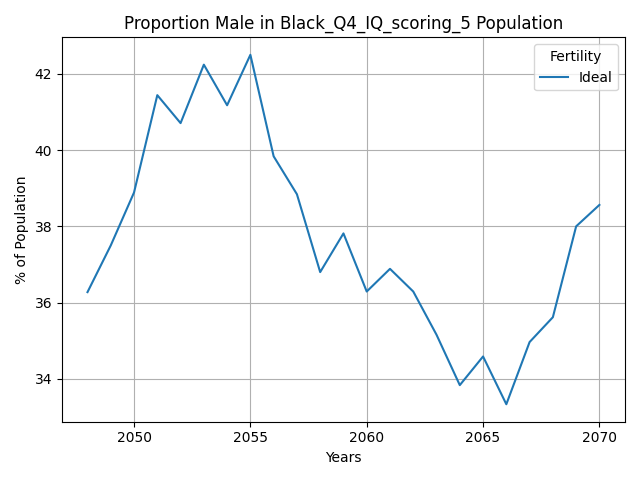 Proportion Male in Black_Q4_IQ_scoring_5 Population
Fertility
Ideal
42
40
38
36
34
% of Population
2050 2055 2060 2065 2070
Years